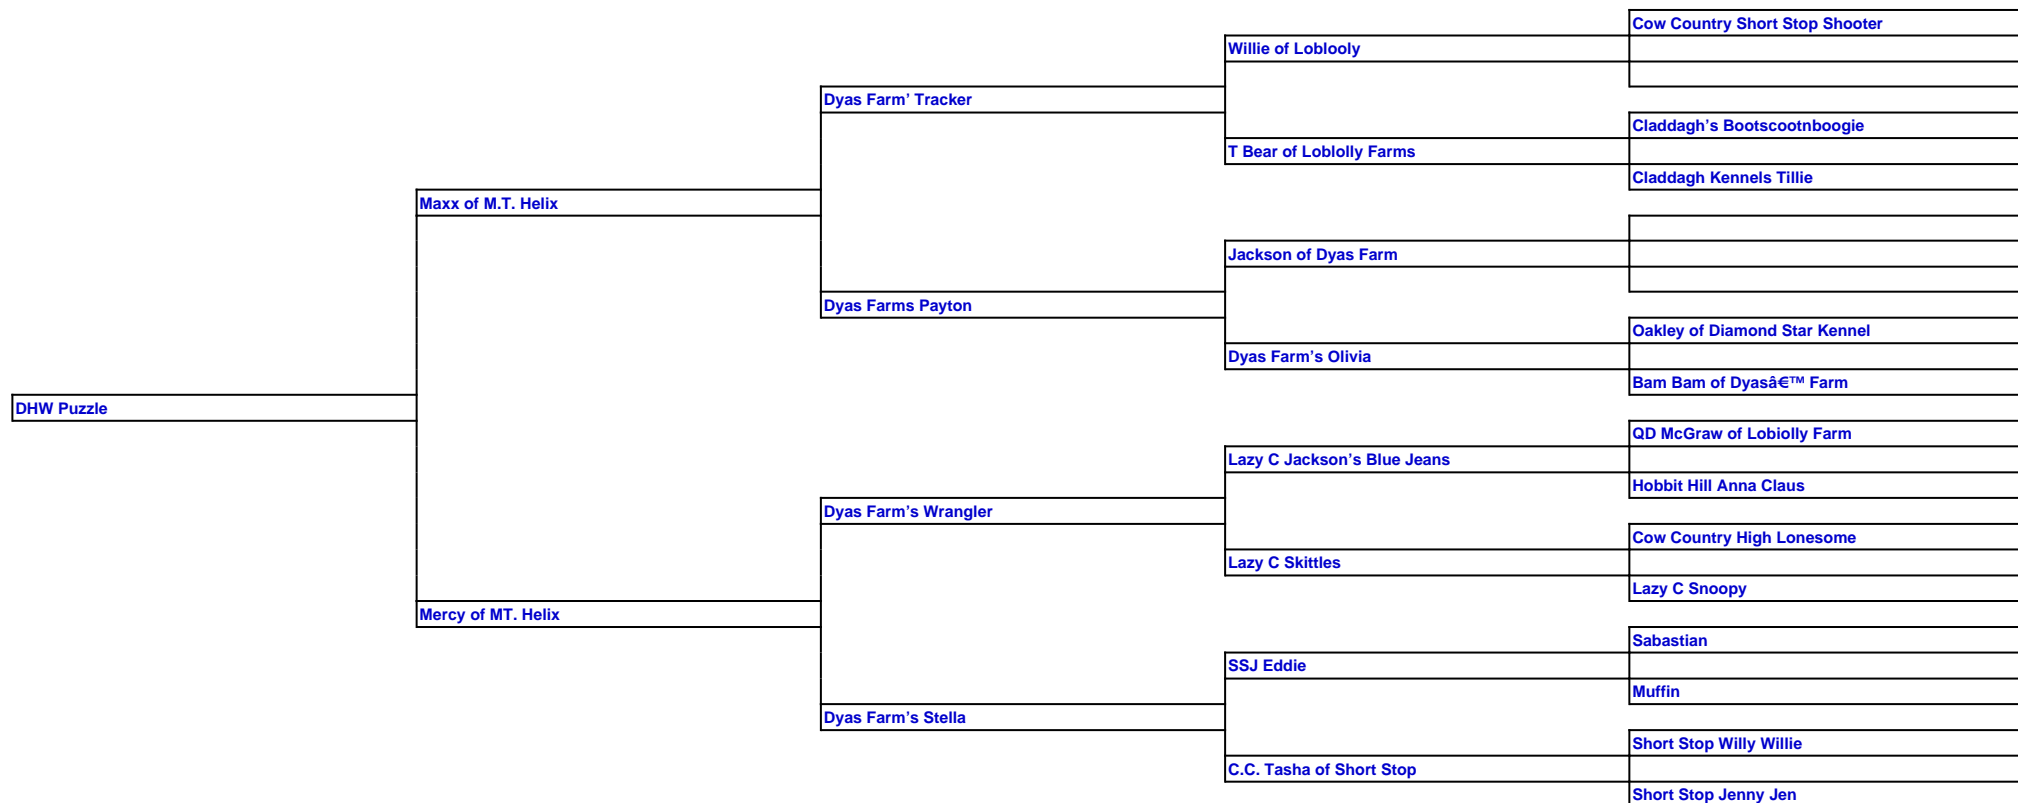 Cow Country Short Stop Shooter
Willie of Loblooly
Dyas Farm’ Tracker
Claddagh’s Bootscootnboogie
T Bear of Loblolly Farms
Claddagh Kennels Tillie
Maxx of M.T. Helix
Jackson of Dyas Farm
Dyas Farms Payton
Oakley of Diamond Star Kennel
Dyas Farm’s Olivia
Bam Bam of Dyasâ€™ Farm
DHW Puzzle
QD McGraw of Lobiolly Farm
Lazy C Jackson’s Blue Jeans
Hobbit Hill Anna Claus
Dyas Farm’s Wrangler
Cow Country High Lonesome
Lazy C Skittles
Lazy C Snoopy
Mercy of MT. Helix
Sabastian
SSJ Eddie
Muffin
Dyas Farm’s Stella
Short Stop Willy Willie
C.C. Tasha of Short Stop
Short Stop Jenny Jen